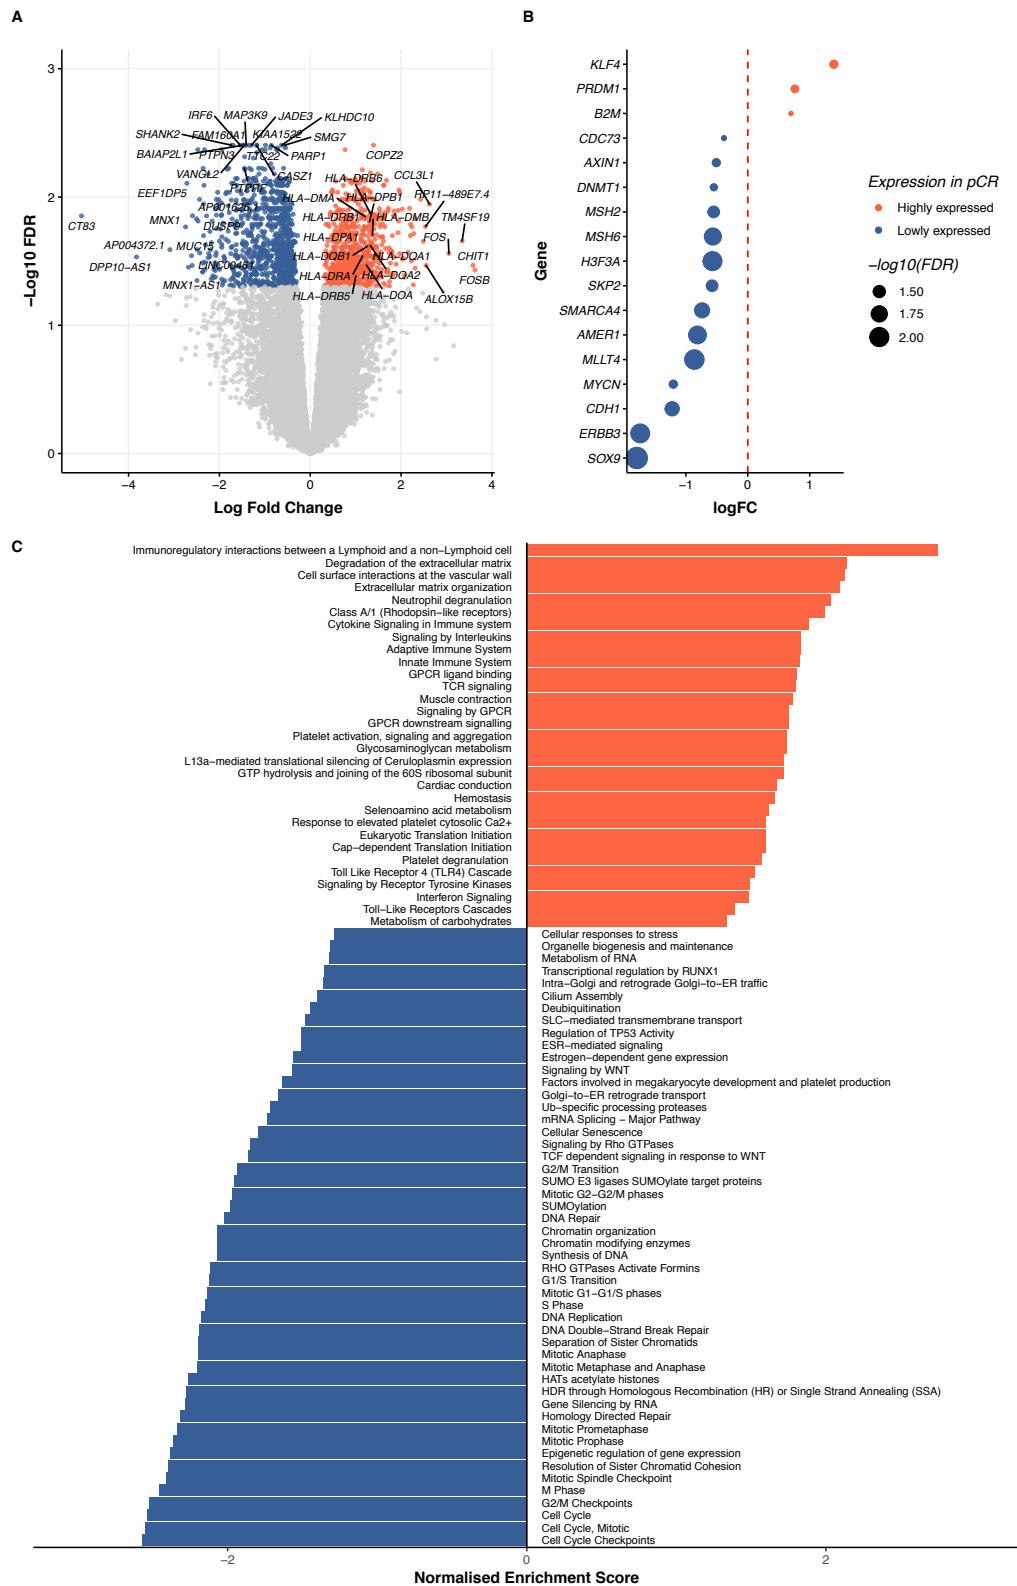 A
−Log10 FDR
3
2
1
0
IRF6
MAP3K9
JADE3
KLHDC10
SHANK2
FAM160A1
KIAA1522
SMG7
BAIAP2L1
PTPN3
TTC22
PARP1
COPZ2
VANGL2
CASZ1
HLA−DRB6
CCL3L1
EEF1DP5
PTPRF
HLA−DMA
HLA−DPB1
RP11−489E7.4
AP001626.1
MNX1
DUSP9
HLA−DRB1
HLA−DMB
TM4SF19
CT83
HLA−DPA1
FOS
AP004372.1
MUC15
HLA−DQB1
HLA−DQA1
CHIT1
DPP10−AS1
LINC00461
HLA−DRA
HLA−DQA2
FOSB
MNX1−AS1
HLA−DRB5
HLA−DOA
ALOX15B
−4
−2
0
2
4
Log Fold Change
B
Gene
KLF4
PRDM1
B2M
CDC73
AXIN1
DNMT1
MSH2
MSH6
H3F3A
SKP2
SMARCA4
AMER1
MLLT4
MYCN
CDH1
ERBB3
SOX9
−1
0
1
logFC
Expression in pCR
Highly expressed
Lowly expressed
−log10(FDR)
1.50
1.75
2.00
C
Immunoregulatory interactions between a Lymphoid and a non−Lymphoid cell
Degradation of the extracellular matrix
Cell surface interactions at the vascular wall
Extracellular matrix organization
Neutrophil degranulation
Class A/1 (Rhodopsin−like receptors)
Cytokine Signaling in Immune system
Signaling by Interleukins
Adaptive Immune System
Innate Immune System
GPCR ligand binding
TCR signaling
Muscle contraction
Signaling by GPCR
GPCR downstream signalling
Platelet activation, signaling and aggregation
Glycosaminoglycan metabolism
L13a−mediated translational silencing of Ceruloplasmin expression
GTP hydrolysis and joining of the 60S ribosomal subunit
Cardiac conduction
Hemostasis
Selenoamino acid metabolism
Response to elevated platelet cytosolic Ca2+
Eukaryotic Translation Initiation
Cap−dependent Translation Initiation
Platelet degranulation
Toll Like Receptor 4 (TLR4) Cascade
Signaling by Receptor Tyrosine Kinases
Interferon Signaling
Toll−Like Receptors Cascades
Metabolism of carbohydrates
Cellular responses to stress
Organelle biogenesis and maintenance
Metabolism of RNA
Transcriptional regulation by RUNX1
Intra−Golgi and retrograde Golgi−to−ER traffic
Cilium Assembly
Deubiquitination
SLC−mediated transmembrane transport
Regulation of TP53 Activity
ESR−mediated signaling
Estrogen−dependent gene expression
Signaling by WNT
Factors involved in megakaryocyte development and platelet production
Golgi−to−ER retrograde transport
Ub−specific processing proteases
mRNA Splicing − Major Pathway
Cellular Senescence
Signaling by Rho GTPases
TCF dependent signaling in response to WNT
G2/M Transition
SUMO E3 ligases SUMOylate target proteins
Mitotic G2−G2/M phases
SUMOylation
DNA Repair
Chromatin organization
Chromatin modifying enzymes
Synthesis of DNA
RHO GTPases Activate Formins
G1/S Transition
Mitotic G1−G1/S phases
S Phase
DNA Replication
DNA Double−Strand Break Repair
Separation of Sister Chromatids
Mitotic Anaphase
Mitotic Metaphase and Anaphase
HATs acetylate histones
HDR through Homologous Recombination (HR) or Single Strand Annealing (SSA)
Gene Silencing by RNA
Homology Directed Repair
Mitotic Prometaphase
Mitotic Prophase
Epigenetic regulation of gene expression
Resolution of Sister Chromatid Cohesion
Mitotic Spindle Checkpoint
M Phase
G2/M Checkpoints
Cell Cycle
Cell Cycle, Mitotic
Cell Cycle Checkpoints
−2
0
2
Normalised Enrichment Score